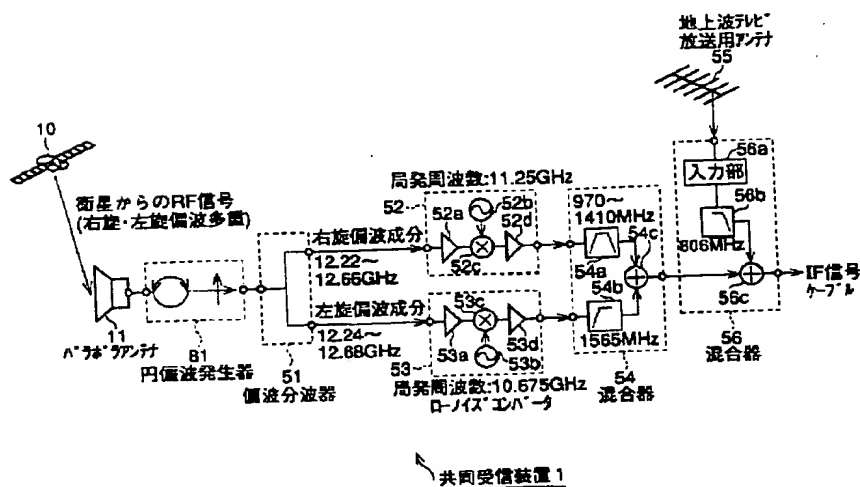 地上波テレビ
放送用アンテナ
55
10
衛星からのRF信号
(右旋・左旋偏波多重)
11
パラボラアンテナ
81
円偏波発生器
51
偏波分波器
右旋偏波成分
12.22〜
12.66GHz
左旋偏波成分
12.24〜
12.68GHz
局発周波数:11.25GHz
52
52a
52b
52c
52d
53
53a
53b
53c
53d
局発周波数:10.675GHz
ローノイズコンバータ
970〜
1410MHz
54a
54b
54c
1565MHz
54
混合器
56a
入力部
56b
806MHz
56c
56
混合器
IF信号
ケーブル
共同受信装置1